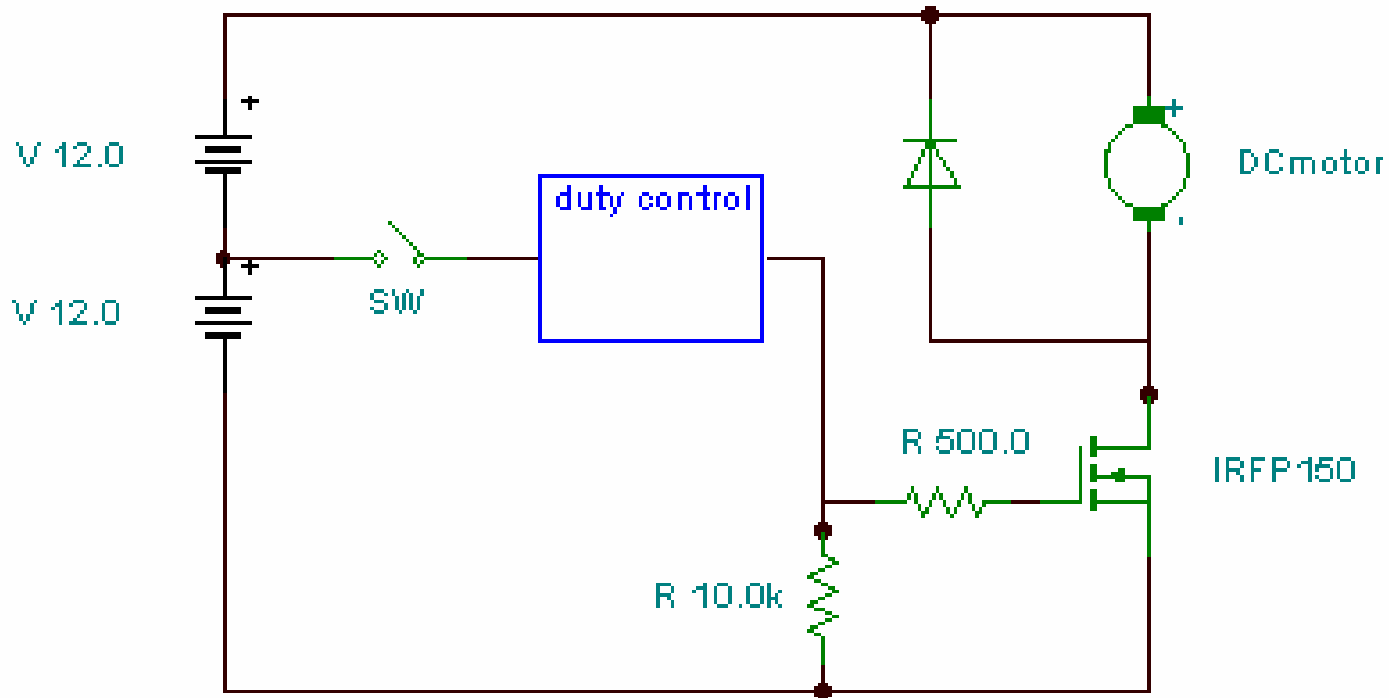 +
V 12.0
duty control
+
DCmotor
-
+
SW
V 12.0
R 500.0
IRFP150
R 10.0k